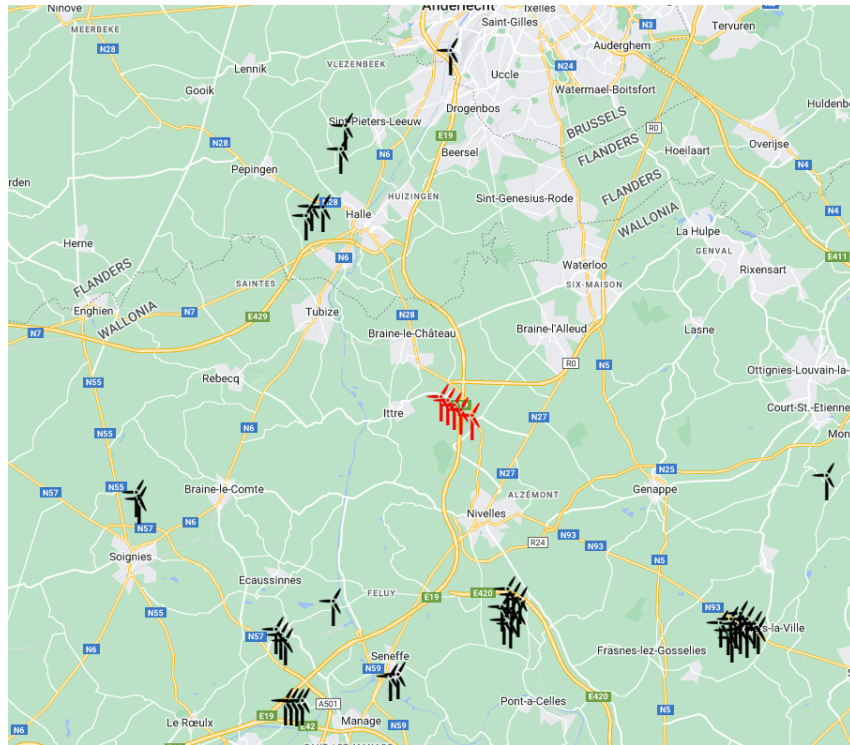 Ninove
Anderlecht
Ixelles
Saint-Gilles
N3
Tervuren
MEERBEKE
N28
Auderghem
Lennik
VLEZENBEEK
Uccle
N24
Watermael-Boitsfort
Gooik
Drogenbos
Huldenbe
Sint-Pieters-Leeuw
BRUSSELS
FLANDERS
R0
E19
N28
N6
Beersel
Hoeilaart
Overijse
N4
Pepingen
HUIZINGEN
Sint-Genesius-Rode
FLANDERS
WALLONIA
N28
Halle
N4
La Hulpe
Herne
GENVAL
E411
N6
Waterloo
Rixensart
FLANDERS
WALLONIA
SAINTES
SIX-MAISON
Enghien
N7
E429
Tubize
N28
Braine-le-Château
Braine-l'Alleud
Lasne
N7
R0
N5
N55
Rebecq
Ottignies-Louvain-la-
Ittre
N27
Court-St.-Etienne
N55
N6
N27
N25
N57
N55
Braine-le-Comte
ALZÉMONT
Genappe
Nivelles
N57
N6
N93
N93
Soignies
R24
N5
Ecaussinnes
FELUY
E19
E420
N55
N93
N57
s-la-Ville
N6
Seneffe
Frasnes-lez-Gosselies
N59
E420
A501
Pont-à-Celles
N5
Le Rœulx
E19
E42
Manage
N59
N6